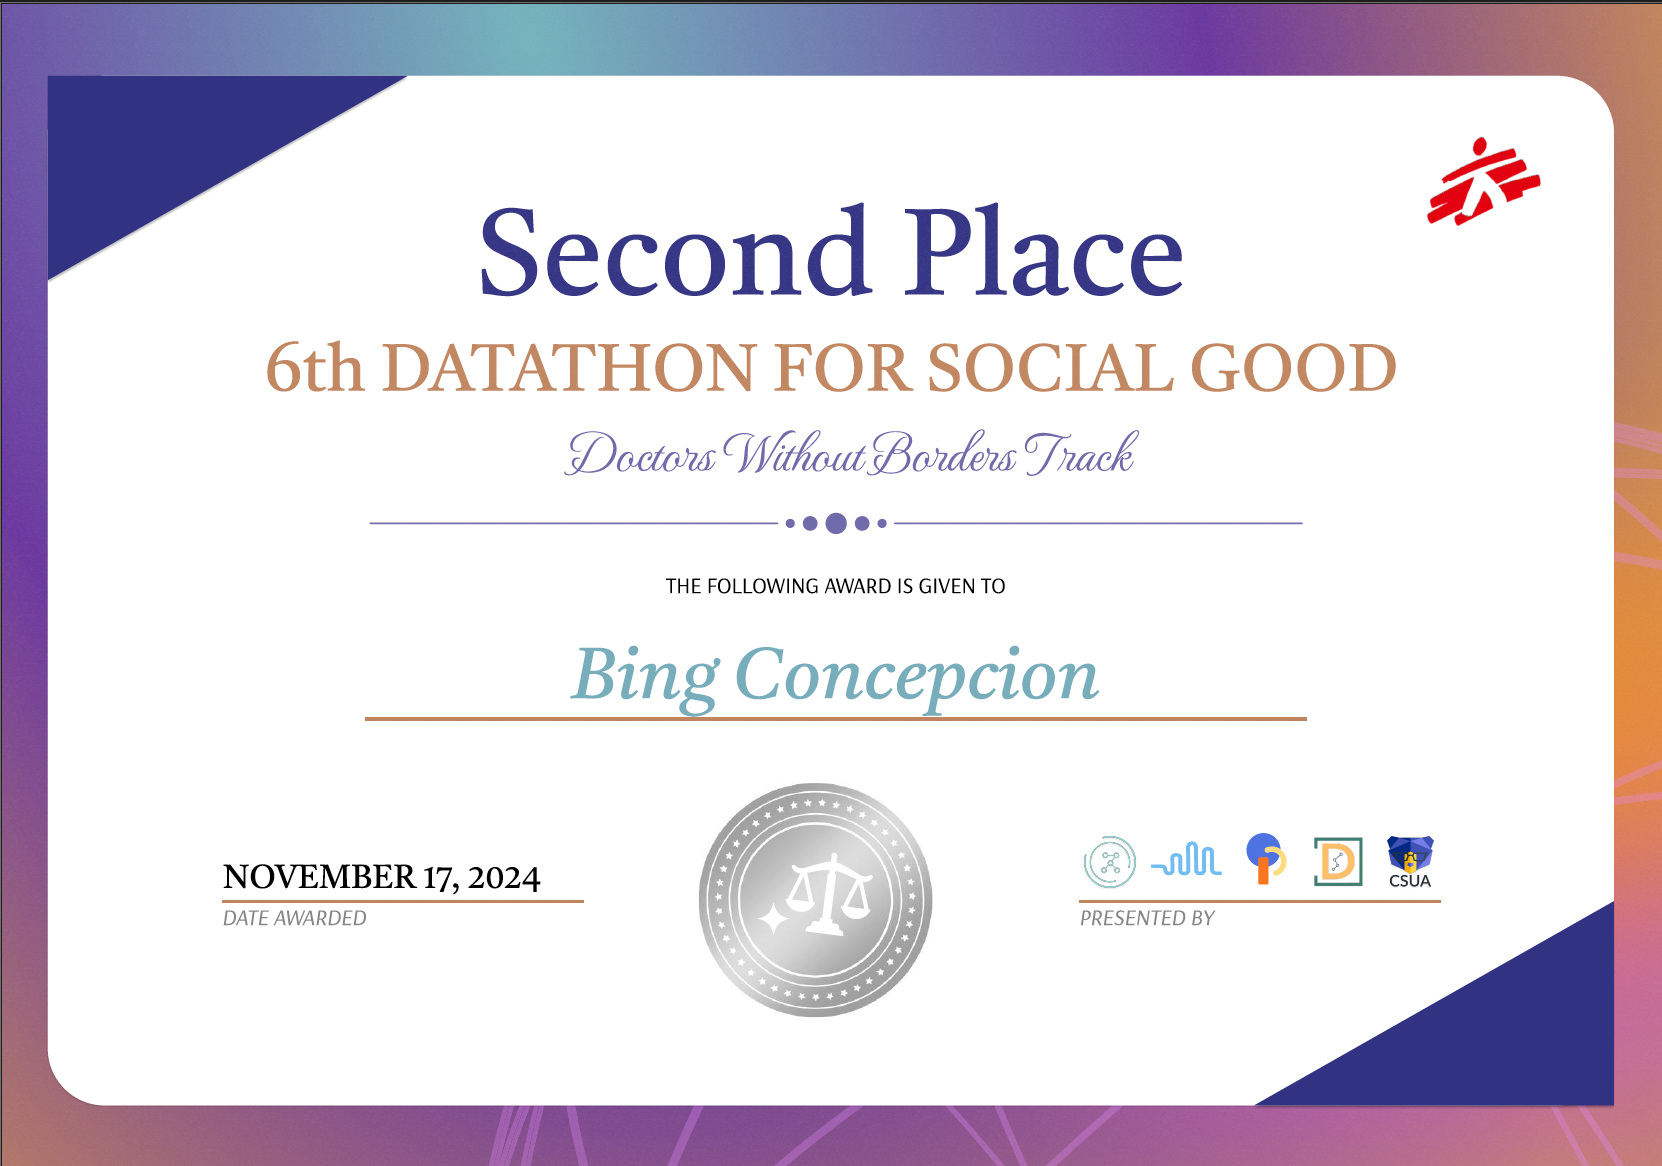 Second Place
6th DATATHON FOR SOCIAL GOOD
Doctors Without Borders Track
THE FOLLOWING AWARD IS GIVEN TO
Bing Concepcion
NOVEMBER 17, 2024
DATE AWARDED
CSUA
PRESENTED BY